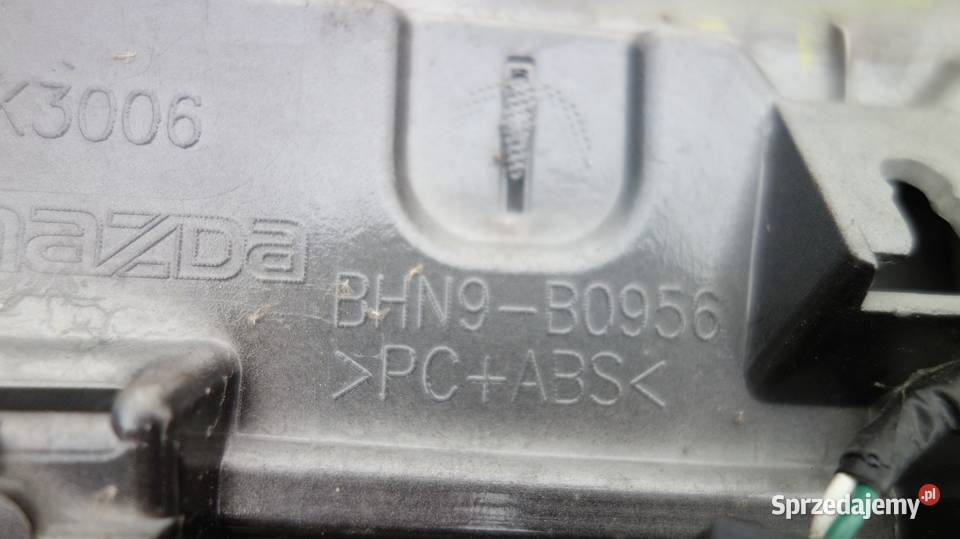 K3006
mazda
BHN9-B0956
>PC+ABS<
Sprzedajemy.pl